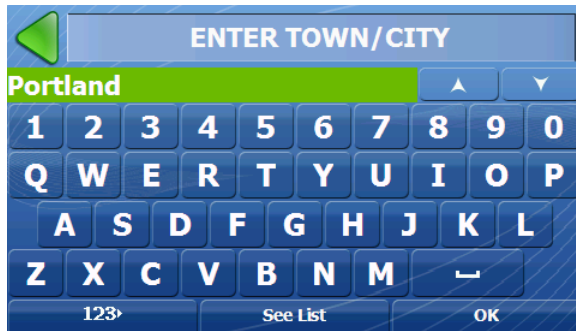 ENTER TOWN/CITY
Portland
1 2 3 4 5 6 7 8 9 0
Q W E R T Y U I O P
A S D F G H J K L
Z X C V B N M
123 See List OK